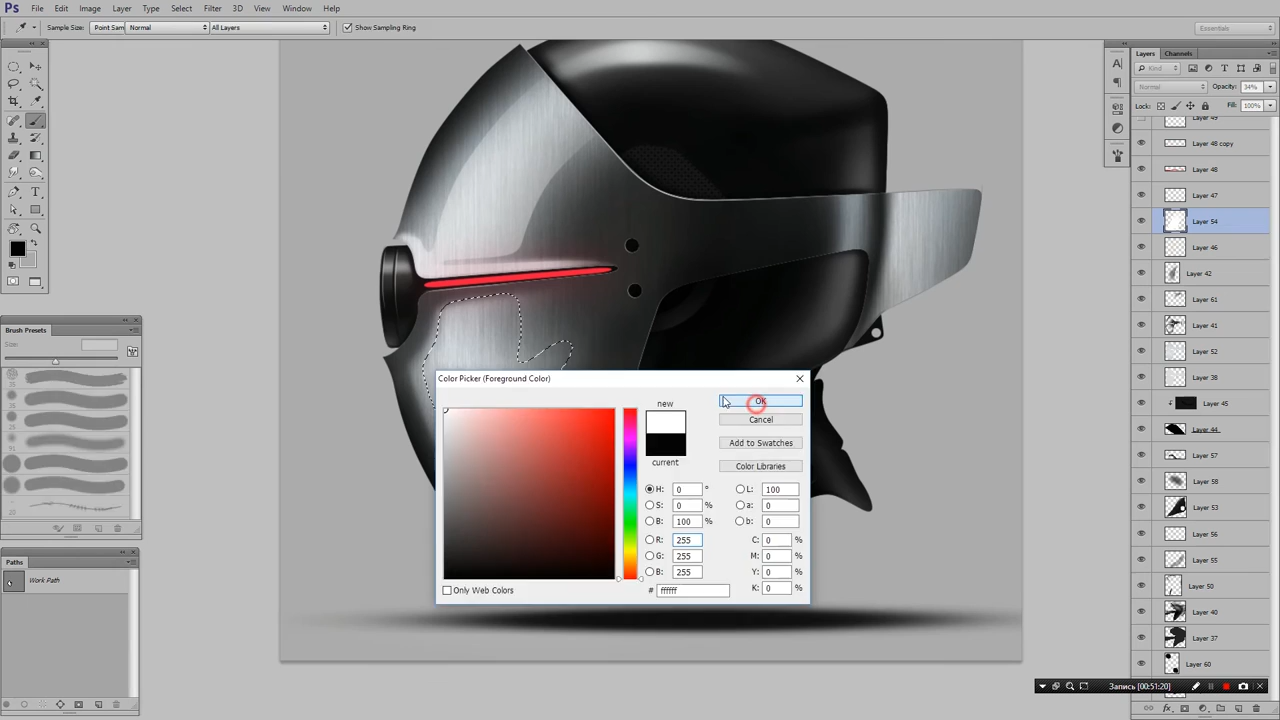 Ps File Edit Image Layer Type Select Filter 3D View Window Help
Sample Size: Point Sam Normal All Layers Show Sampling Ring Essentials
Layers Channels
Kind
Normal Opacity: 34%
Lock: Fill: 100%
Layer 49
Layer 48 copy
Layer 48
Layer 47
Layer 54
Layer 46
Layer 42
Layer 61
Layer 41
Layer 52
Layer 38
Layer 45
Layer 44
Layer 57
Layer 58
Layer 53
Layer 56
Layer 55
Layer 50
Layer 40
Layer 37
Layer 60
Brush Presets
Size:
35
25
20
Paths
Work Path
Color Picker (Foreground Color)
new
current
OK
Cancel
Add to Swatches
Color Libraries
H: 0 °
S: 0 %
B: 100 %
R: 255
G: 255
B: 255
# ffffff
L: 100
a: 0
b: 0
C: 0 %
M: 0 %
Y: 0 %
K: 0 %
Only Web Colors
Запись [00:51:20]